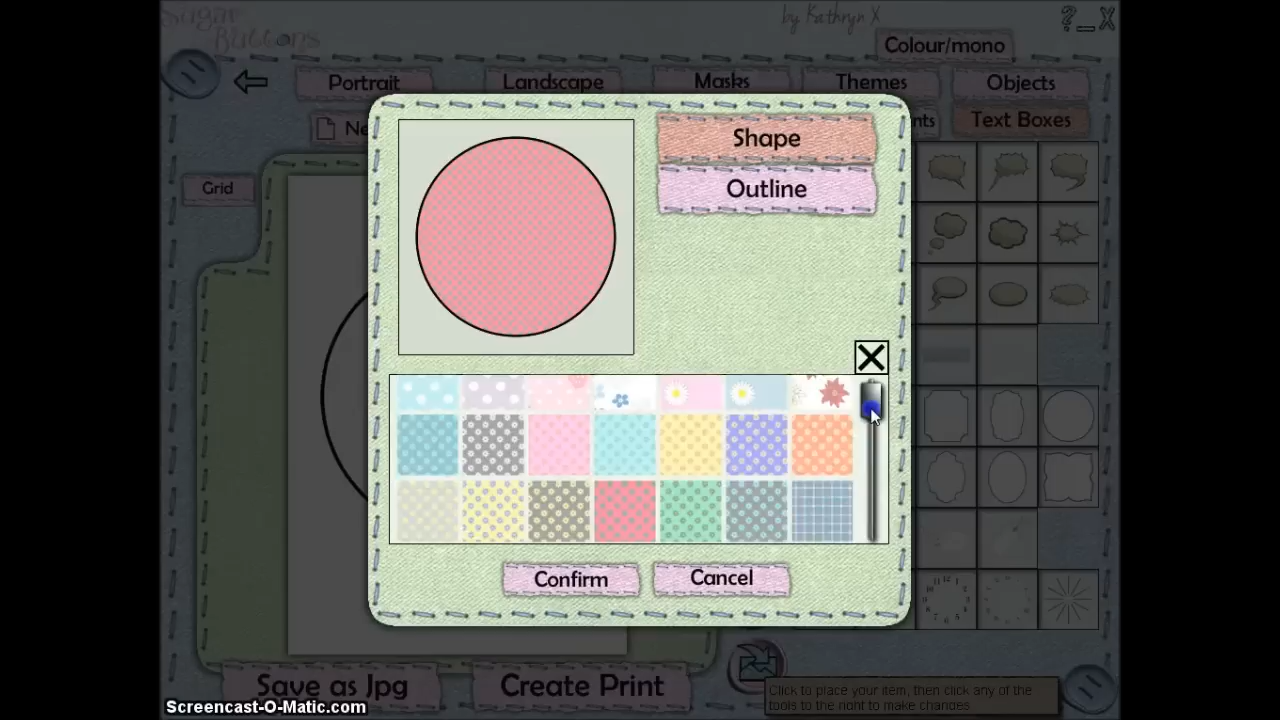 Sugar
Buttons
by Kathryn X
? _ X
Colour/mono
Portrait
Landscape
Masks
Themes
Objects
Ne
nts
Text Boxes
Grid
Shape
Outline
X
Confirm
Cancel
Save as Jpg
Create Print
Click to place your item, then click any of the
tools to the right to make changes
Screencast-O-Matic.com